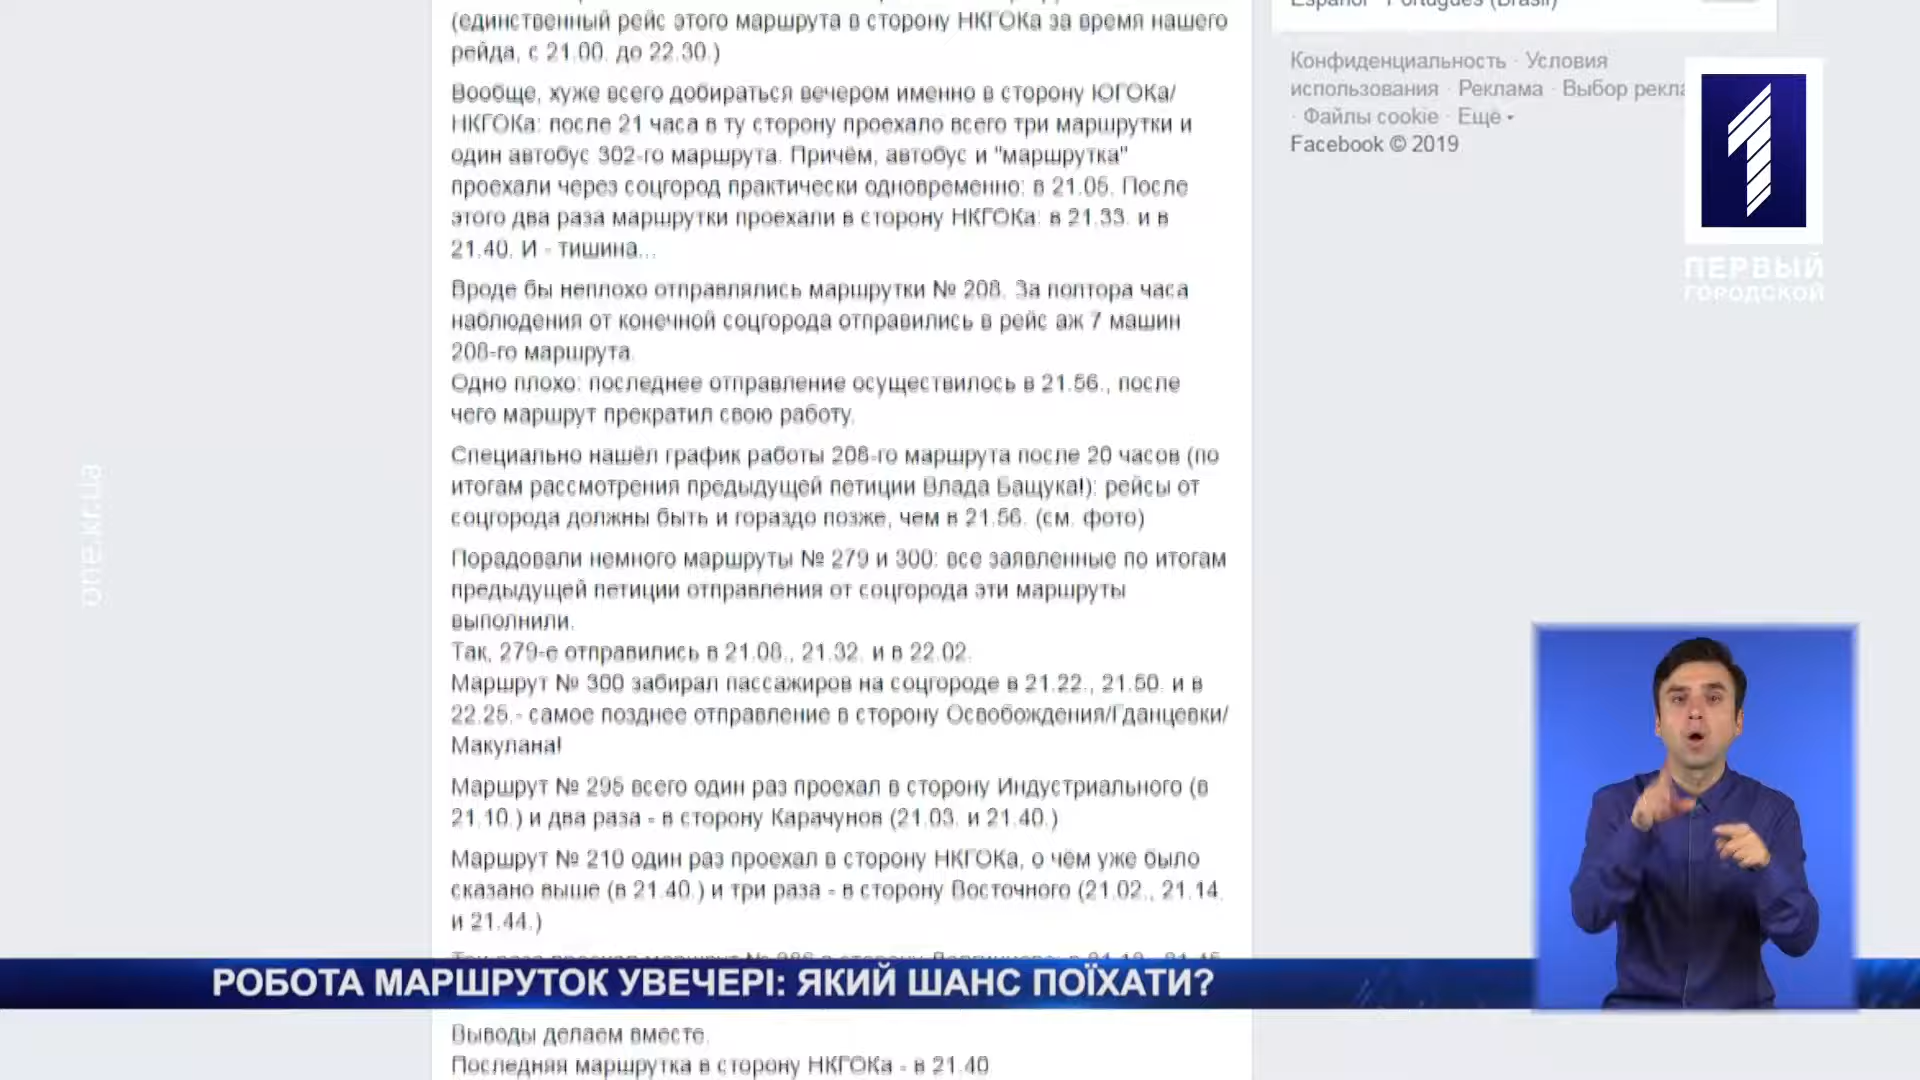 (единственный рейс этого маршрута в сторону НКГОКа за время нашего
рейда, с 21.00. до 22.30.)
Вообще, хуже всего добираться вечером именно в сторону ЮГОКа/
НКГОКа: после 21 часа в ту сторону проехало всего три маршрутки и
один автобус 302-го маршрута. Причём, автобус и "маршрутка"
проехали через соцгород практически одновременно: в 21.05. После
этого два раза маршрутки проехали в сторону НКГОКа: в 21.33. и в
21.40. И - тишина...
Вроде бы неплохо отправлялись маршрутки № 208. За полтора часа
наблюдения от конечной соцгорода отправились в рейс аж 7 машин
208-го маршрута.
Одно плохо: последнее отправление осуществилось в 21.56., после
чего маршрут прекратил свою работу.
Специально нашёл график работы 208-го маршрута после 20 часов (по
итогам рассмотрения предыдущей петиции Влада Бащука!): рейсы от
соцгорода должны быть и гораздо позже, чем в 21.56. (см. фото)
Порадовали немного маршруты № 279 и 300: все заявленные по итогам
предыдущей петиции отправления от соцгорода эти маршруты
выполнили.
Так, 279-е отправились в 21.08., 21.32. и в 22.02.
Маршрут № 300 забирал пассажиров на соцгороде в 21.22., 21.50. и в
22.25.- самое позднее отправление в сторону Освобождения/Гданцевки/
Макулана!
Маршрут № 295 всего один раз проехал в сторону Индустриального (в
21.10.) и два раза - в сторону Карачунов (21.03. и 21.40.)
Маршрут № 210 один раз проехал в сторону НКГОКа, о чём уже было
сказано выше (в 21.40.) и три раза - в сторону Восточного (21.02., 21.14.
и 21.44.)
РОБОТА МАРШРУТОК УВЕЧЕРІ: ЯКИЙ ШАНС ПОЇХАТИ?
Выводы делаем вместе.
Последняя маршрутка в сторону НКГОКа - в 21.40
Español · Português (Brasil)
Конфиденциальность · Условия
использования · Реклама · Выбор
· Файлы cookie · Ещё
Facebook © 2019
ПЕРВЫЙ
ГОРОДСКОЙ
one.kr.ua